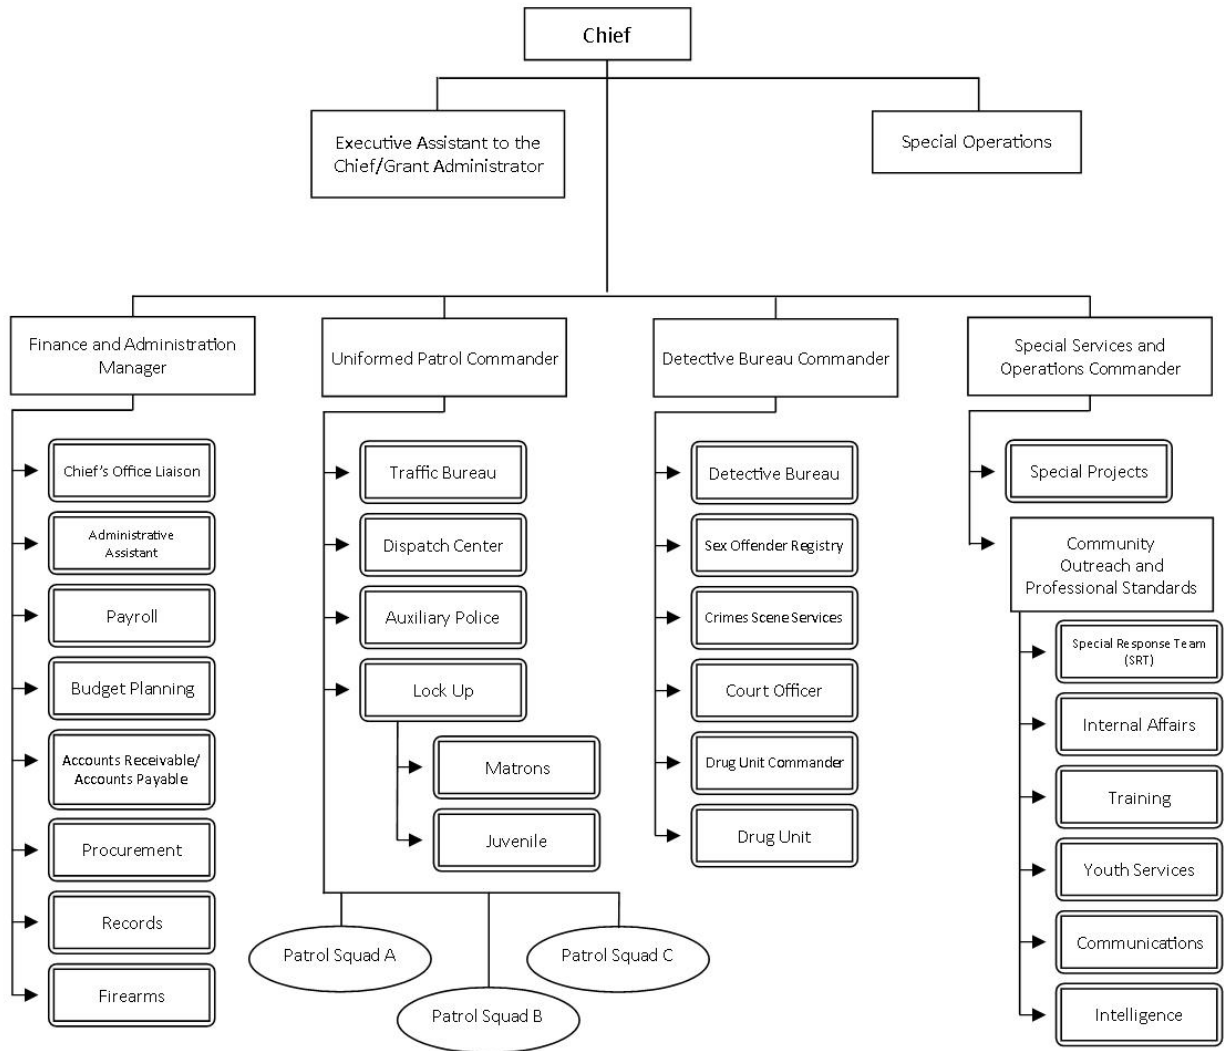 Chief
Executive Assistant to the
Chief/Grant Administrator
Special Operations
Finance and Administration
Manager
Chief's Office Liaison
Administrative
Assistant
Payroll
Budget Planning
Accounts Receivable/
Accounts Payable
Procurement
Records
Firearms
Uniformed Patrol Commander
Traffic Bureau
Dispatch Center
Auxiliary Police
Lock Up
Matrons
Juvenile
Patrol Squad A
Patrol Squad B
Patrol Squad C
Detective Bureau Commander
Detective Bureau
Sex Offender Registry
Crimes Scene Services
Court Officer
Drug Unit Commander
Drug Unit
Special Services and
Operations Commander
Special Projects
Community
Outreach and
Professional Standards
Special Response Team
(SRT)
Internal Affairs
Training
Youth Services
Communications
Intelligence